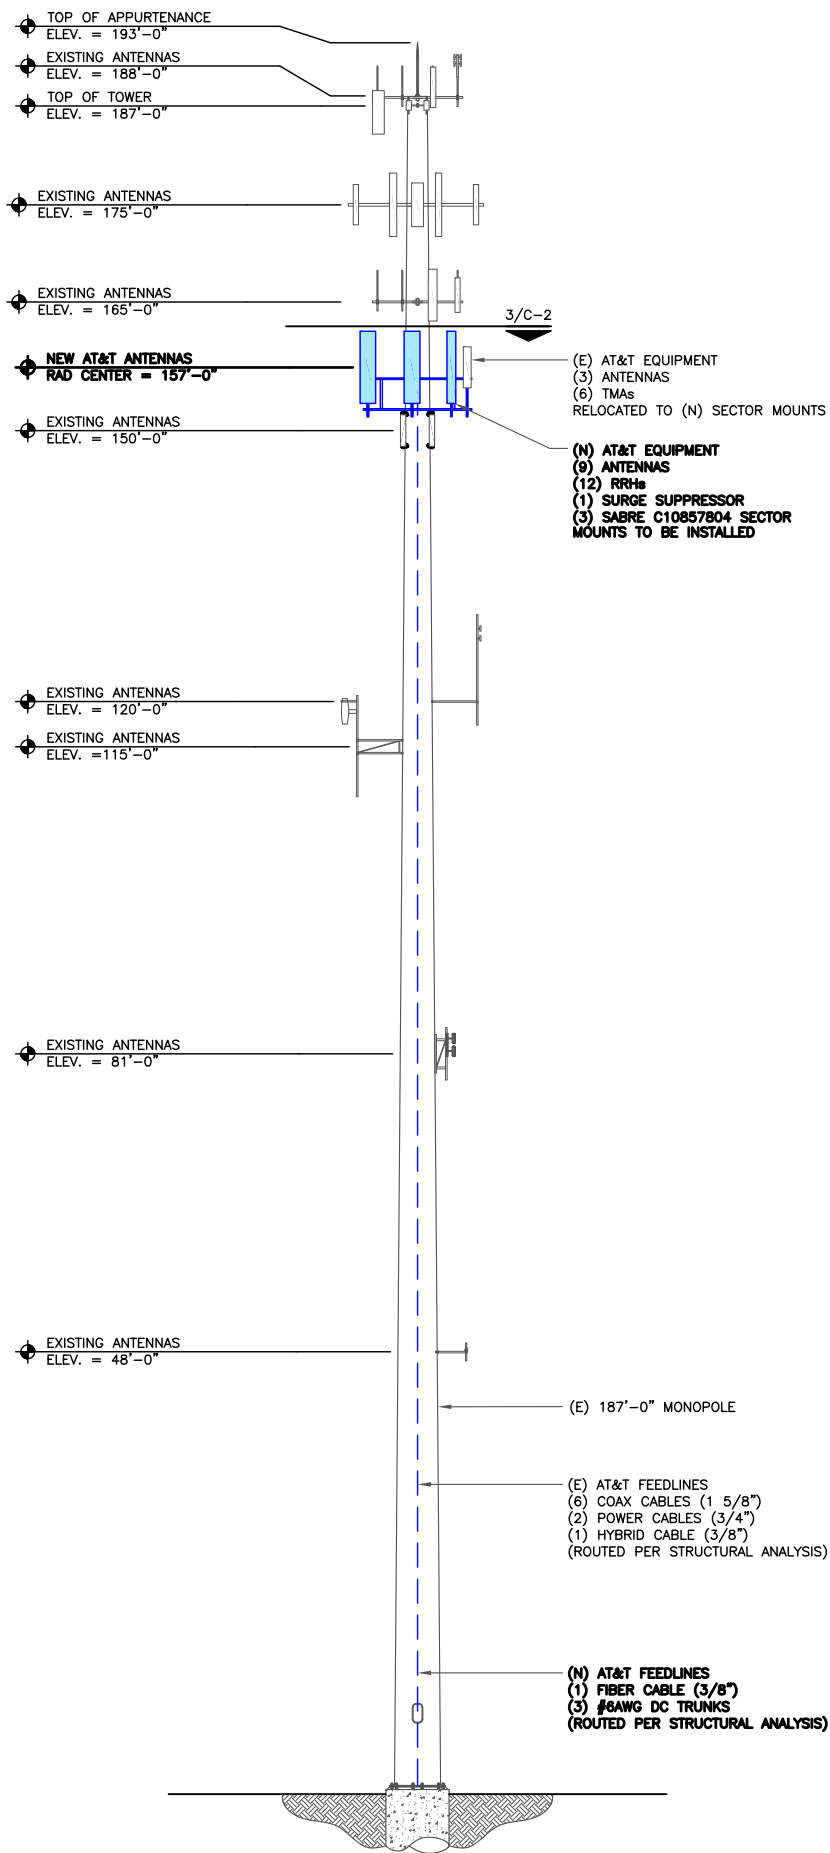 TOP OF APPURTENANCE
ELEV. = 193'-0"
EXISTING ANTENNAS
ELEV. = 188'-0"
TOP OF TOWER
ELEV. = 187'-0"
EXISTING ANTENNAS
ELEV. = 175'-0"
EXISTING ANTENNAS
ELEV. = 165'-0"
3/C-2
NEW AT&T ANTENNAS
RAD CENTER = 157'-0"
(E) AT&T EQUIPMENT
(3) ANTENNAS
(6) TMAs
RELOCATED TO (N) SECTOR MOUNTS
EXISTING ANTENNAS
ELEV. = 150'-0"
(N) AT&T EQUIPMENT
(9) ANTENNAS
(12) RRHs
(1) SURGE SUPPRESSOR
(3) SABRE C10857804 SECTOR
MOUNTS TO BE INSTALLED
EXISTING ANTENNAS
ELEV. = 120'-0"
EXISTING ANTENNAS
ELEV. =115'-0"
EXISTING ANTENNAS
ELEV. = 81'-0"
EXISTING ANTENNAS
ELEV. = 48'-0"
(E) 187'-0" MONOPOLE
(E) AT&T FEEDLINES
(6) COAX CABLES (1 5/8")
(2) POWER CABLES (3/4")
(1) HYBRID CABLE (3/8")
(ROUTED PER STRUCTURAL ANALYSIS)
(N) AT&T FEEDLINES
(1) FIBER CABLE (3/8")
(3) #6AWG DC TRUNKS
(ROUTED PER STRUCTURAL ANALYSIS)